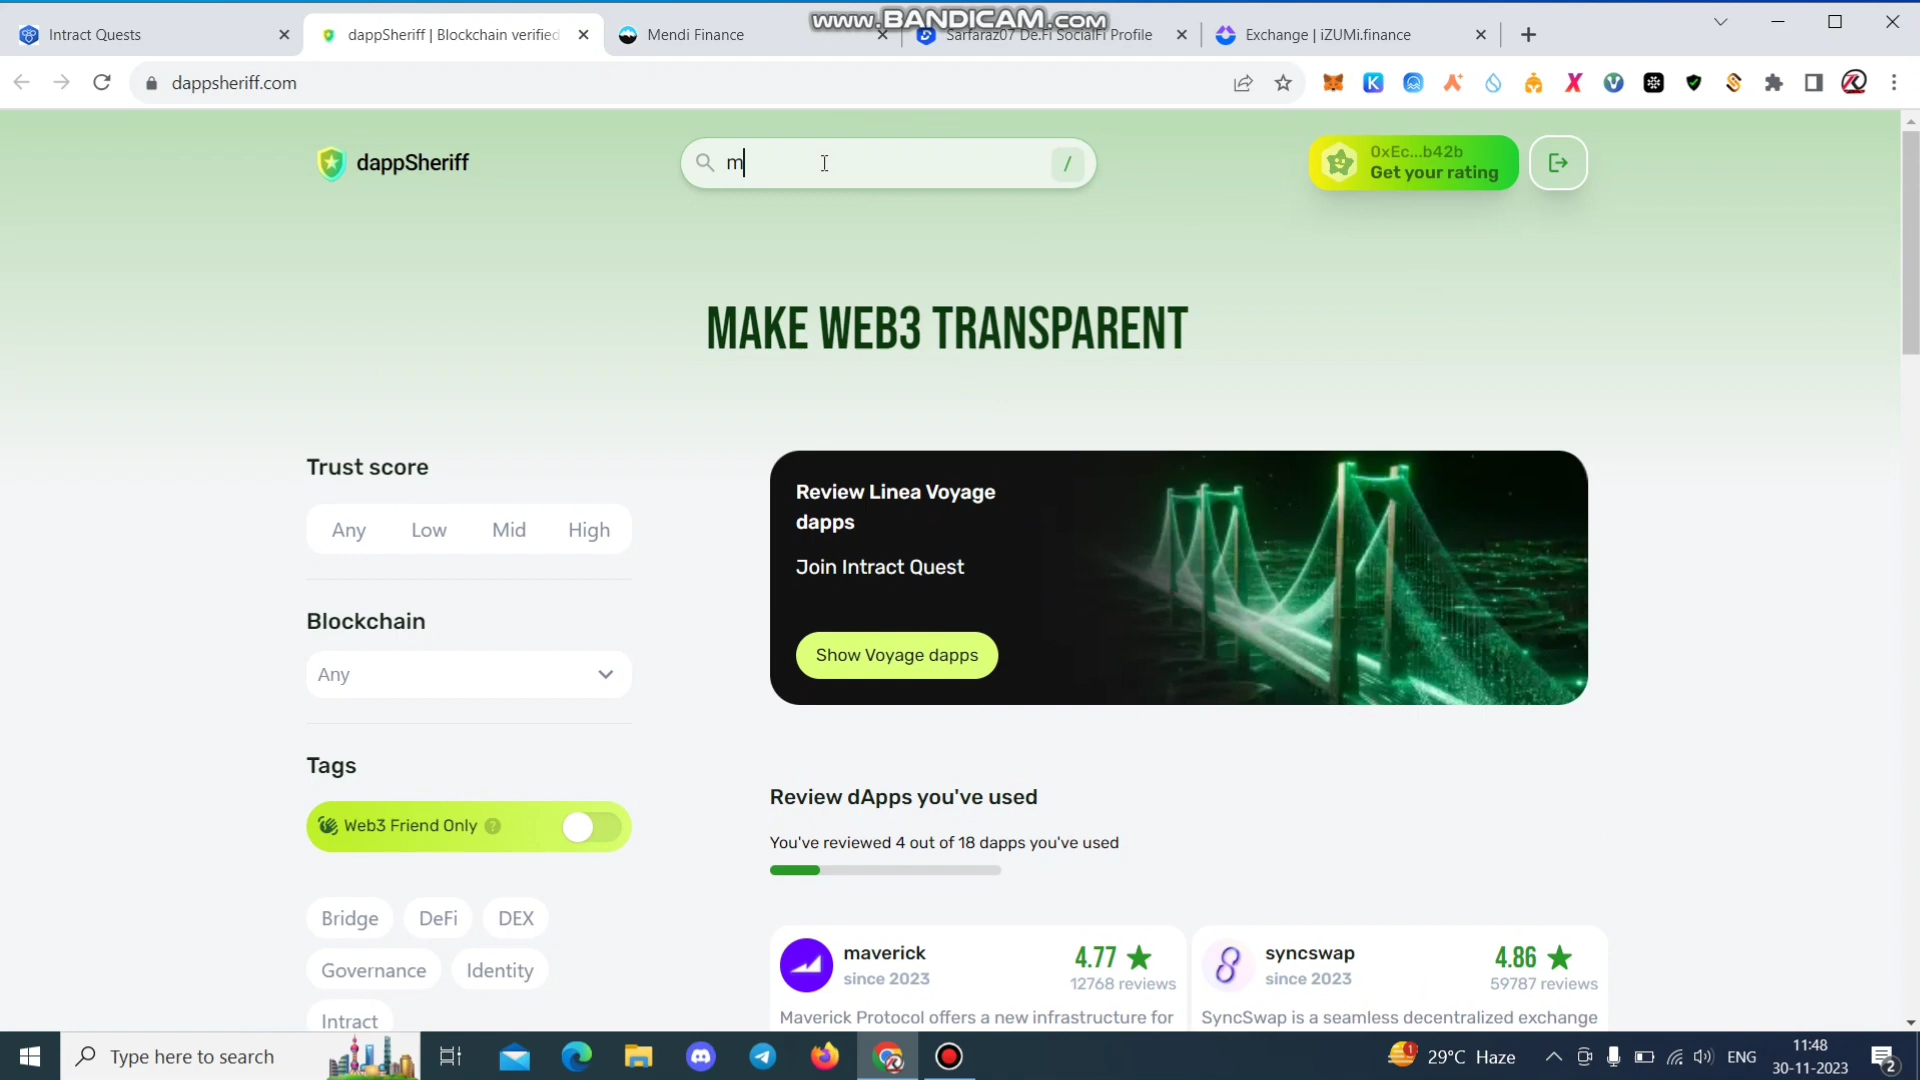 www.BANDICAM.com
Intract Quests
dappSheriff | Blockchain verified
Mendi Finance
Sarfaraz07 De.Fi SocialFi Profile
Exchange | iZUMi.finance
dappsheriff.com
dappSheriff
m
/
0xEc...b42b
Get your rating
MAKE WEB3 TRANSPARENT
Trust score
Any Low Mid High
Blockchain
Any
Tags
Web3 Friend Only ?
Bridge DeFi DEX
Governance Identity
Intract
Review Linea Voyage
dapps
Join Intract Quest
Show Voyage dapps
Review dApps you've used
You've reviewed 4 out of 18 dapps you've used
maverick
since 2023
4.77
12768 reviews
Maverick Protocol offers a new infrastructure for
syncswap
since 2023
4.86
59787 reviews
SyncSwap is a seamless decentralized exchange
Type here to search
1
29°C Haze
ENG
11:48
30-11-2023
2